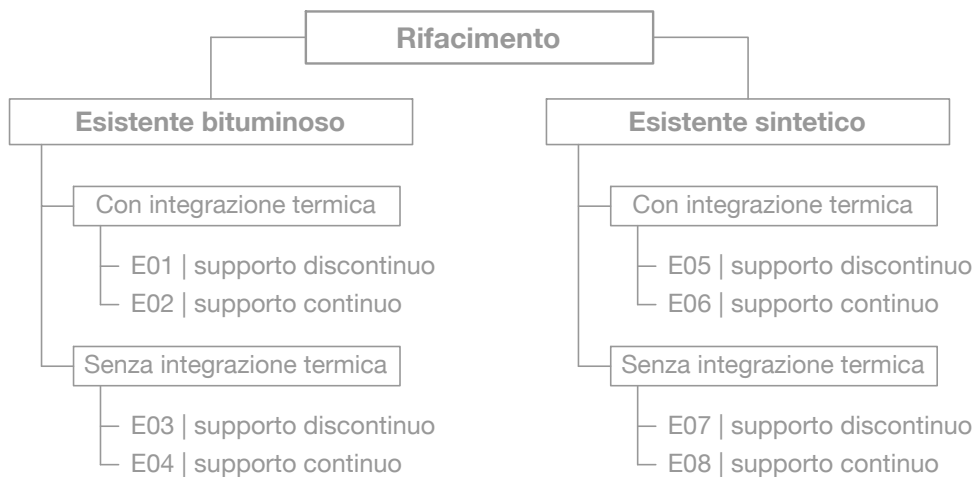 Rifacimento
Esistente bituminoso
Con integrazione termica
E01 | supporto discontinuo
E02 | supporto continuo
Senza integrazione termica
E03 | supporto discontinuo
E04 | supporto continuo
Esistente sintetico
Con integrazione termica
E05 | supporto discontinuo
E06 | supporto continuo
Senza integrazione termica
E07 | supporto discontinuo
E08 | supporto continuo